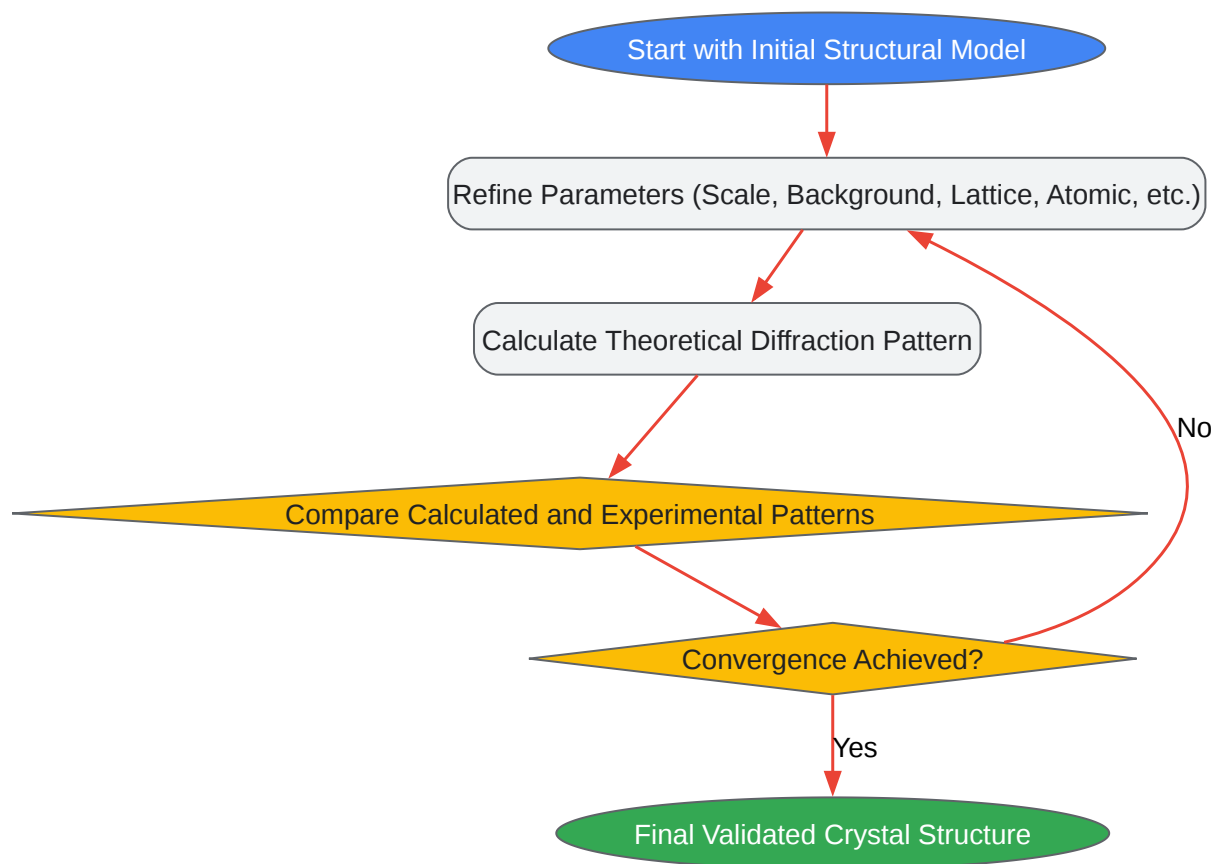 Start with Initial Structural Model
Refine Parameters (Scale, Background, Lattice, Atomic, etc.)
Calculate Theoretical Diffraction Pattern
No
Compare Calculated and Experimental Patterns
Convergence Achieved?
Yes
Final Validated Crystal Structure